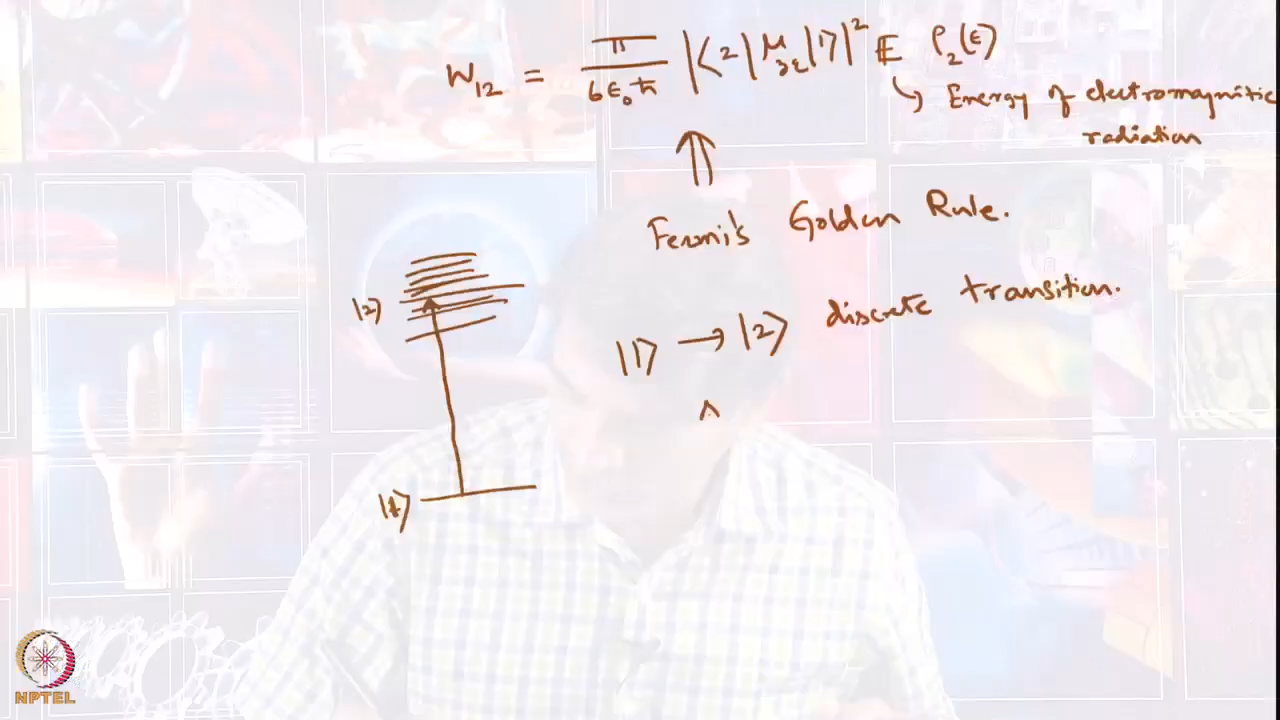 W₁₂ = π/6ε₀ħ |⟨2|μ_zε|1⟩|² E ρ₂(ε)
↳ Energy of electromagnetic
radiation
⇑
Fermi's Golden Rule.
|2⟩
|1⟩ → |2⟩ discrete transition.
^
|1⟩
NPTEL